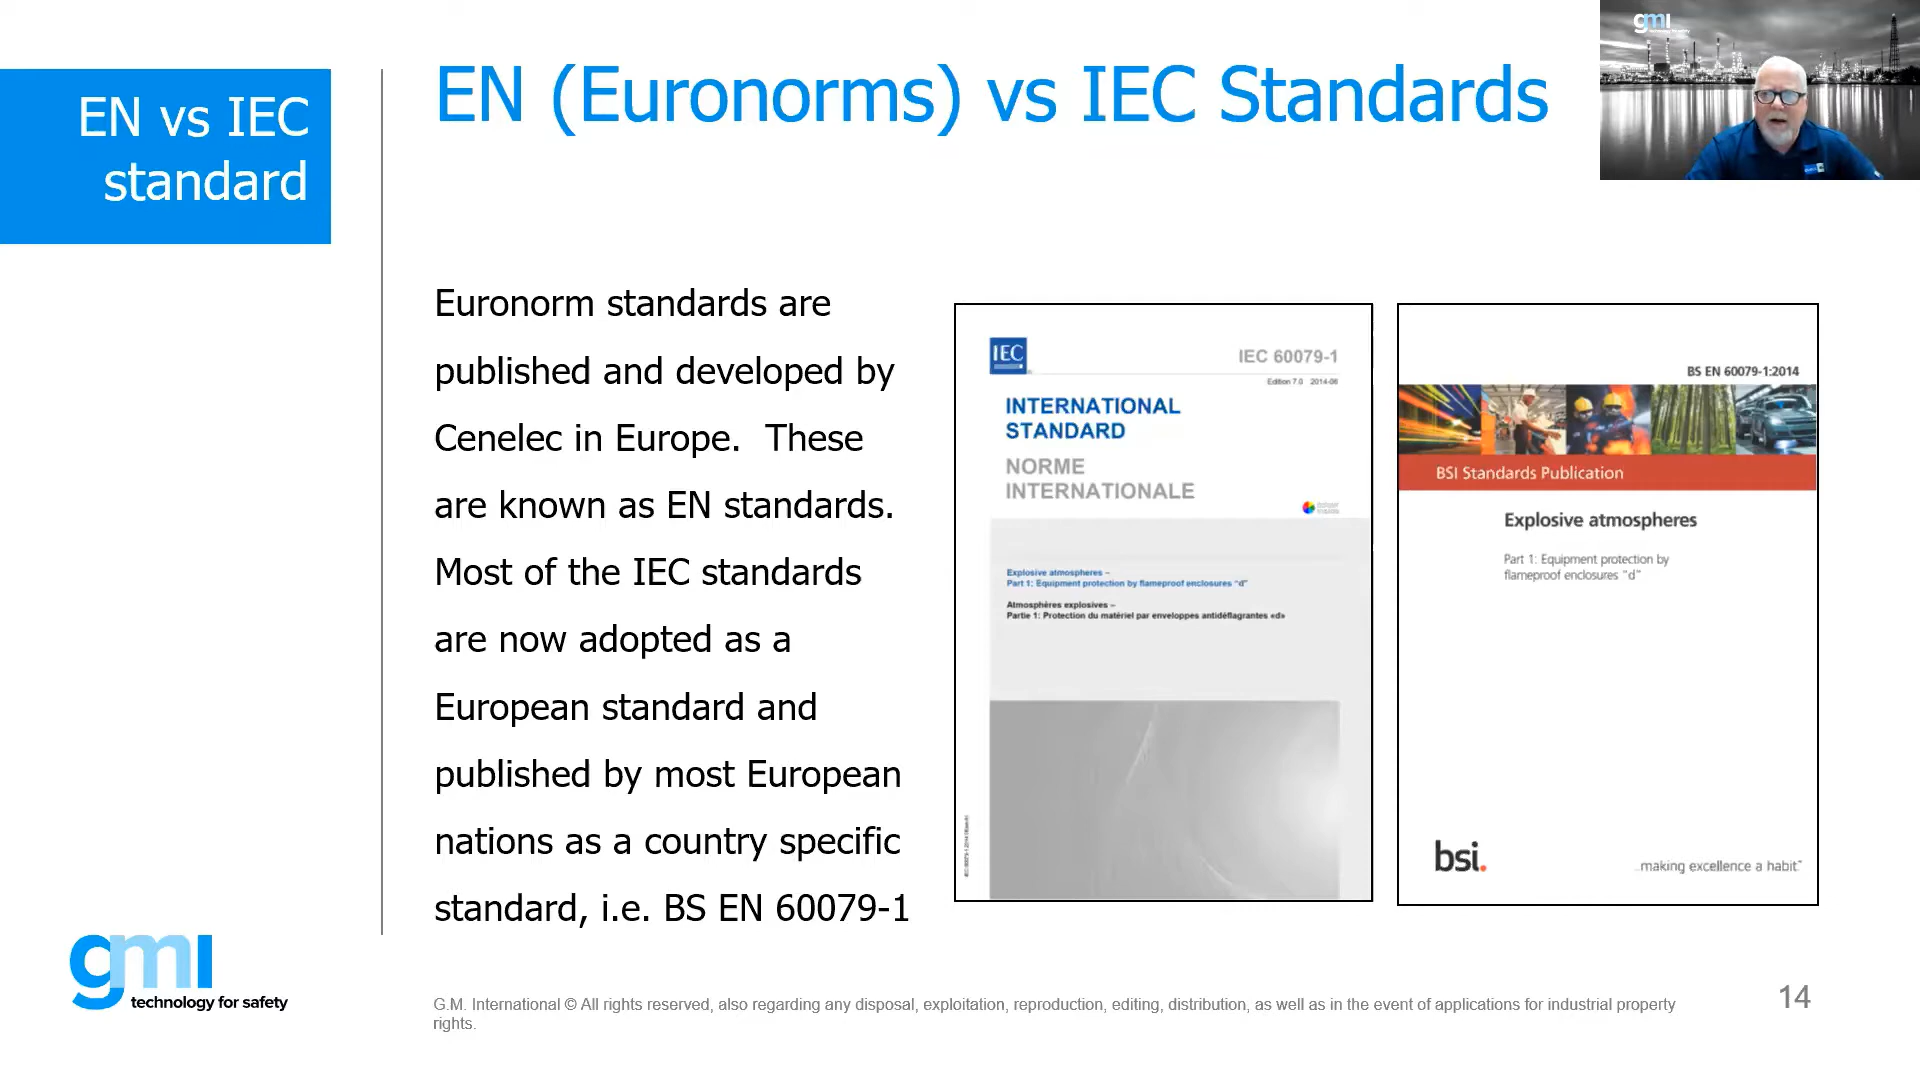 EN vs IEC
standard
EN (Euronorms) vs IEC Standards
gmi
Euronorm standards are
published and developed by
Cenelec in Europe.  These
are known as EN standards.
Most of the IEC standards
are now adopted as a
European standard and
published by most European
nations as a country specific
standard, i.e. BS EN 60079-1
IEC
IEC 60079-1
Edition 7.0 2014-06
INTERNATIONAL
STANDARD
NORME
INTERNATIONALE
Explosive atmospheres –
Part 1: Equipment protection by flameproof enclosures "d"
Atmosphères explosives –
Partie 1: Protection du matériel par enveloppes antidéflagrantes «d»
BS EN 60079-1:2014
BSI Standards Publication
Explosive atmospheres
Part 1: Equipment protection by
flameproof enclosures "d"
bsi.
...making excellence a habit.™
gmi
technology for safety
G.M. International © All rights reserved, also regarding any disposal, exploitation, reproduction, editing, distribution, as well as in the event of applications for industrial property
rights.
14